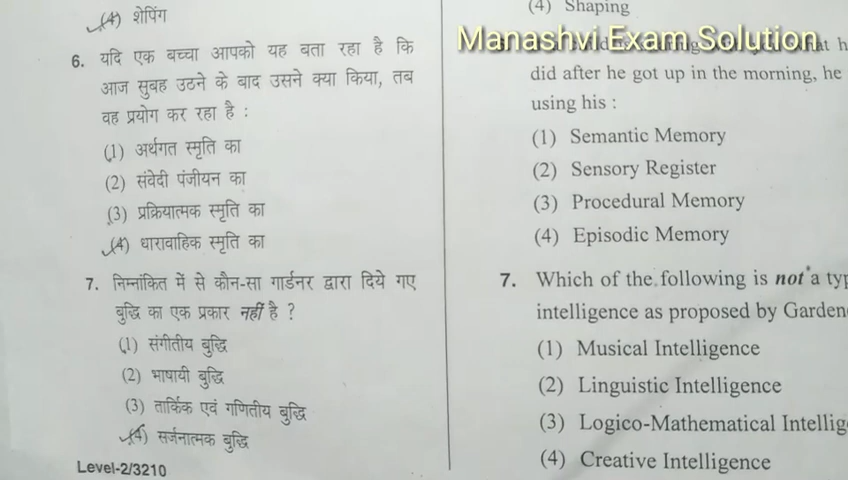 (4) शेपिंग
6. यदि एक बच्चा आपको यह बता रहा है कि
आज सुबह उठने के बाद उसने क्या किया, तब
वह प्रयोग कर रहा है :
(1) अर्थगत स्मृति का
(2) संवेदी पंजीयन का
(3) प्रक्रियात्मक स्मृति का
(4) धारावाहिक स्मृति का
7. निम्नांकित में से कौन-सा गार्डनर द्वारा दिये गए
बुद्धि का एक प्रकार नहीं है ?
(1) संगीतीय बुद्धि
(2) भाषायी बुद्धि
(3) तार्किक एवं गणितीय बुद्धि
(4) सर्जनात्मक बुद्धि
Level-2/3210
(4) Shaping
Manashvi Exam Solution
did after he got up in the morning, he
using his :
(1) Semantic Memory
(2) Sensory Register
(3) Procedural Memory
(4) Episodic Memory
7. Which of the following is not a typ
intelligence as proposed by Garden
(1) Musical Intelligence
(2) Linguistic Intelligence
(3) Logico-Mathematical Intellig
(4) Creative Intelligence